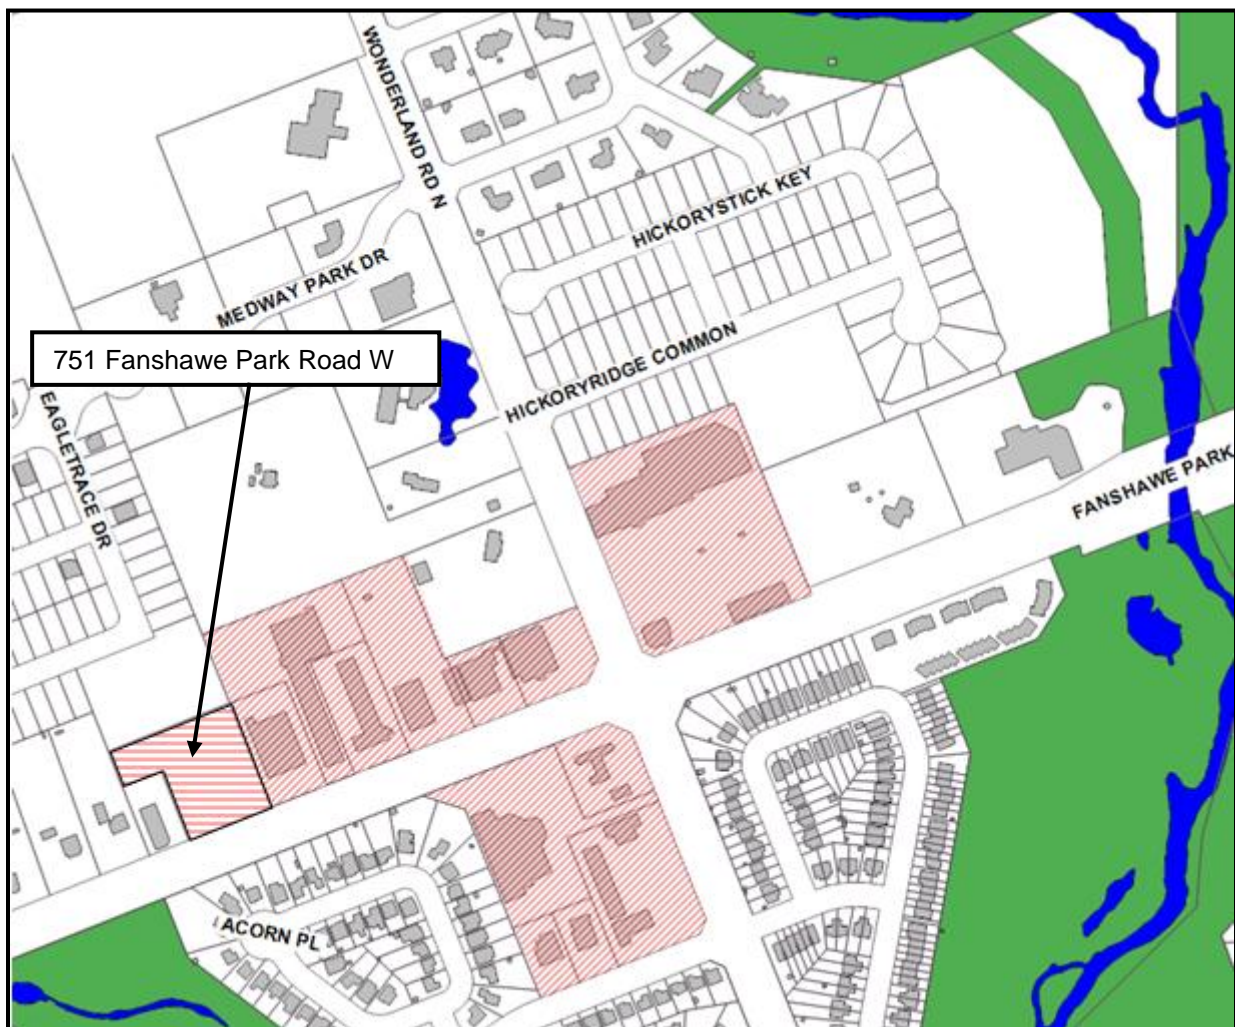 WONDERLAND RD N
HICKORYSTICK KEY
MEDWAY PARK DR
751 Fanshawe Park Road W
HICKORYRIDGE COMMON
EAGLETRACE DR
FANSHAWE PARK
ACORN PL